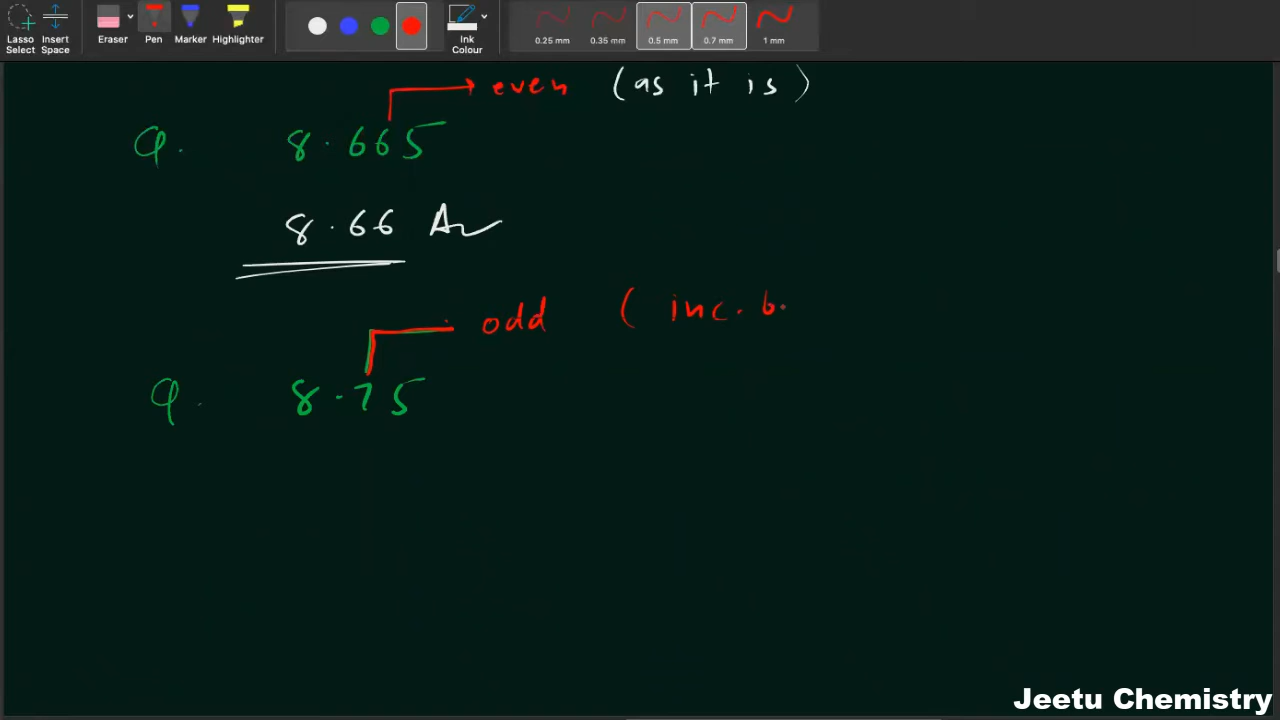 Lasso Select
Insert Space
Eraser
Pen
Marker
Highlighter
Ink Colour
0.25 mm
0.35 mm
0.5 mm
0.7 mm
1 mm
even (as it is)
Q. 8.665
8.66
odd ( inc. b
Q. 8.75
Jeetu Chemistry